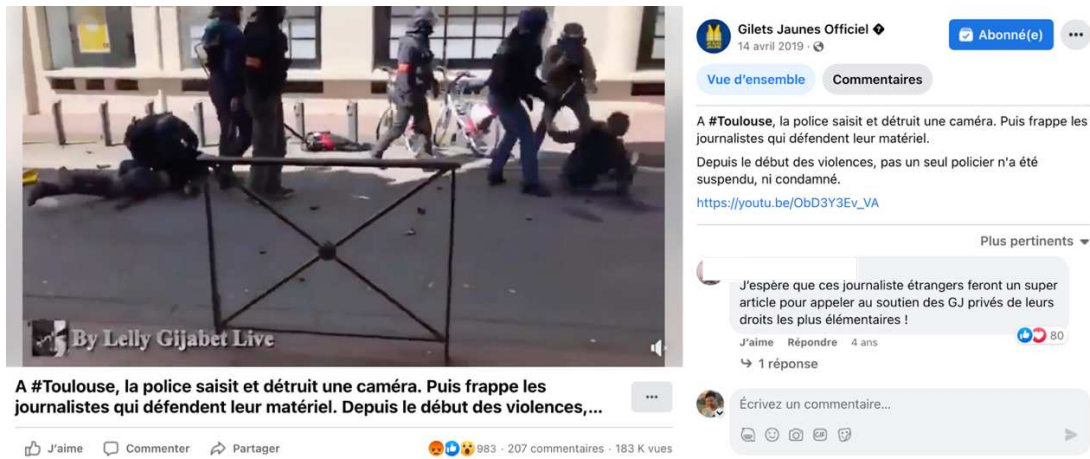 By Lelly Gijabet Live
A #Toulouse, la police saisit et détruit une caméra. Puis frappe les
journalistes qui défendent leur matériel. Depuis le début des violences,...
J'aime
Commenter
Partager
983 · 207 commentaires · 183 K vues
Gilets Jaunes Officiel �
14 avril 2019 ·
Abonné(e)
Vue d'ensemble
Commentaires
A #Toulouse, la police saisit et détruit une caméra. Puis frappe les
journalistes qui défendent leur matériel.
Depuis le début des violences, pas un seul policier n'a été
suspendu, ni condamné.
https://youtu.be/ObD3Y3Ev_VA
Plus pertinents
J'espère que ces journaliste étrangers feront un super
article pour appeler au soutien des GJ privés de leurs
droits les plus élémentaires !
J'aime Répondre 4 ans
80
1 réponse
Écrivez un commentaire...
GIF